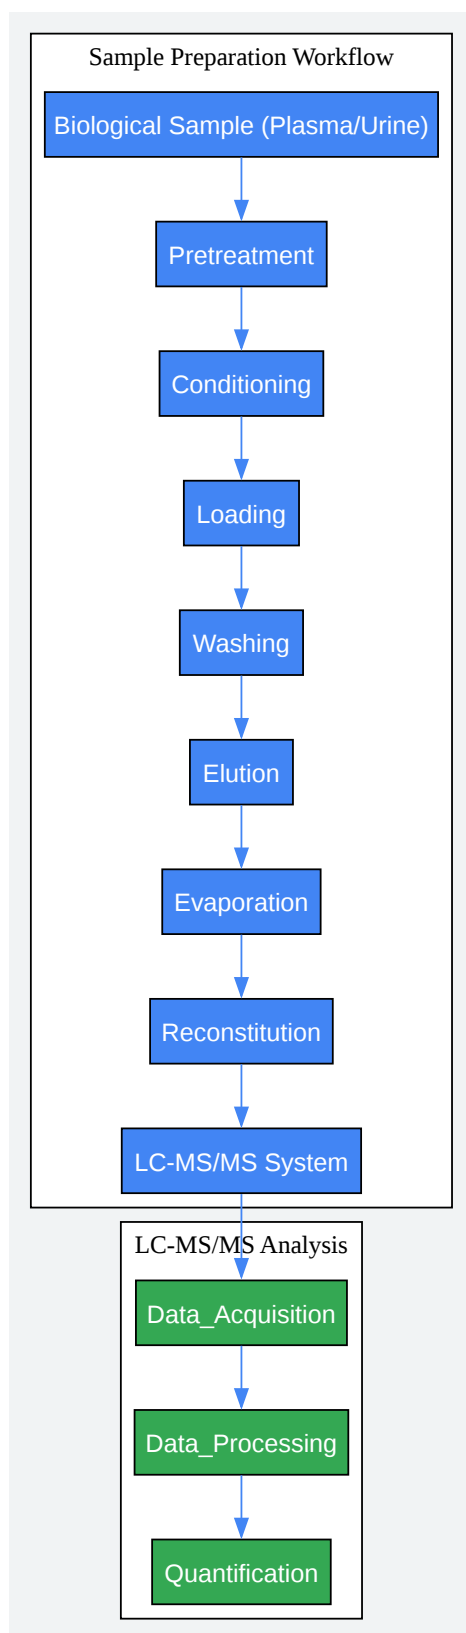 Sample Preparation Workflow
Biological Sample (Plasma/Urine)
Pretreatment
Conditioning
Loading
Washing
Elution
Evaporation
Reconstitution
LC-MS/MS System
LC-MS/MS Analysis
Data_Acquisition
Data_Processing
Quantification